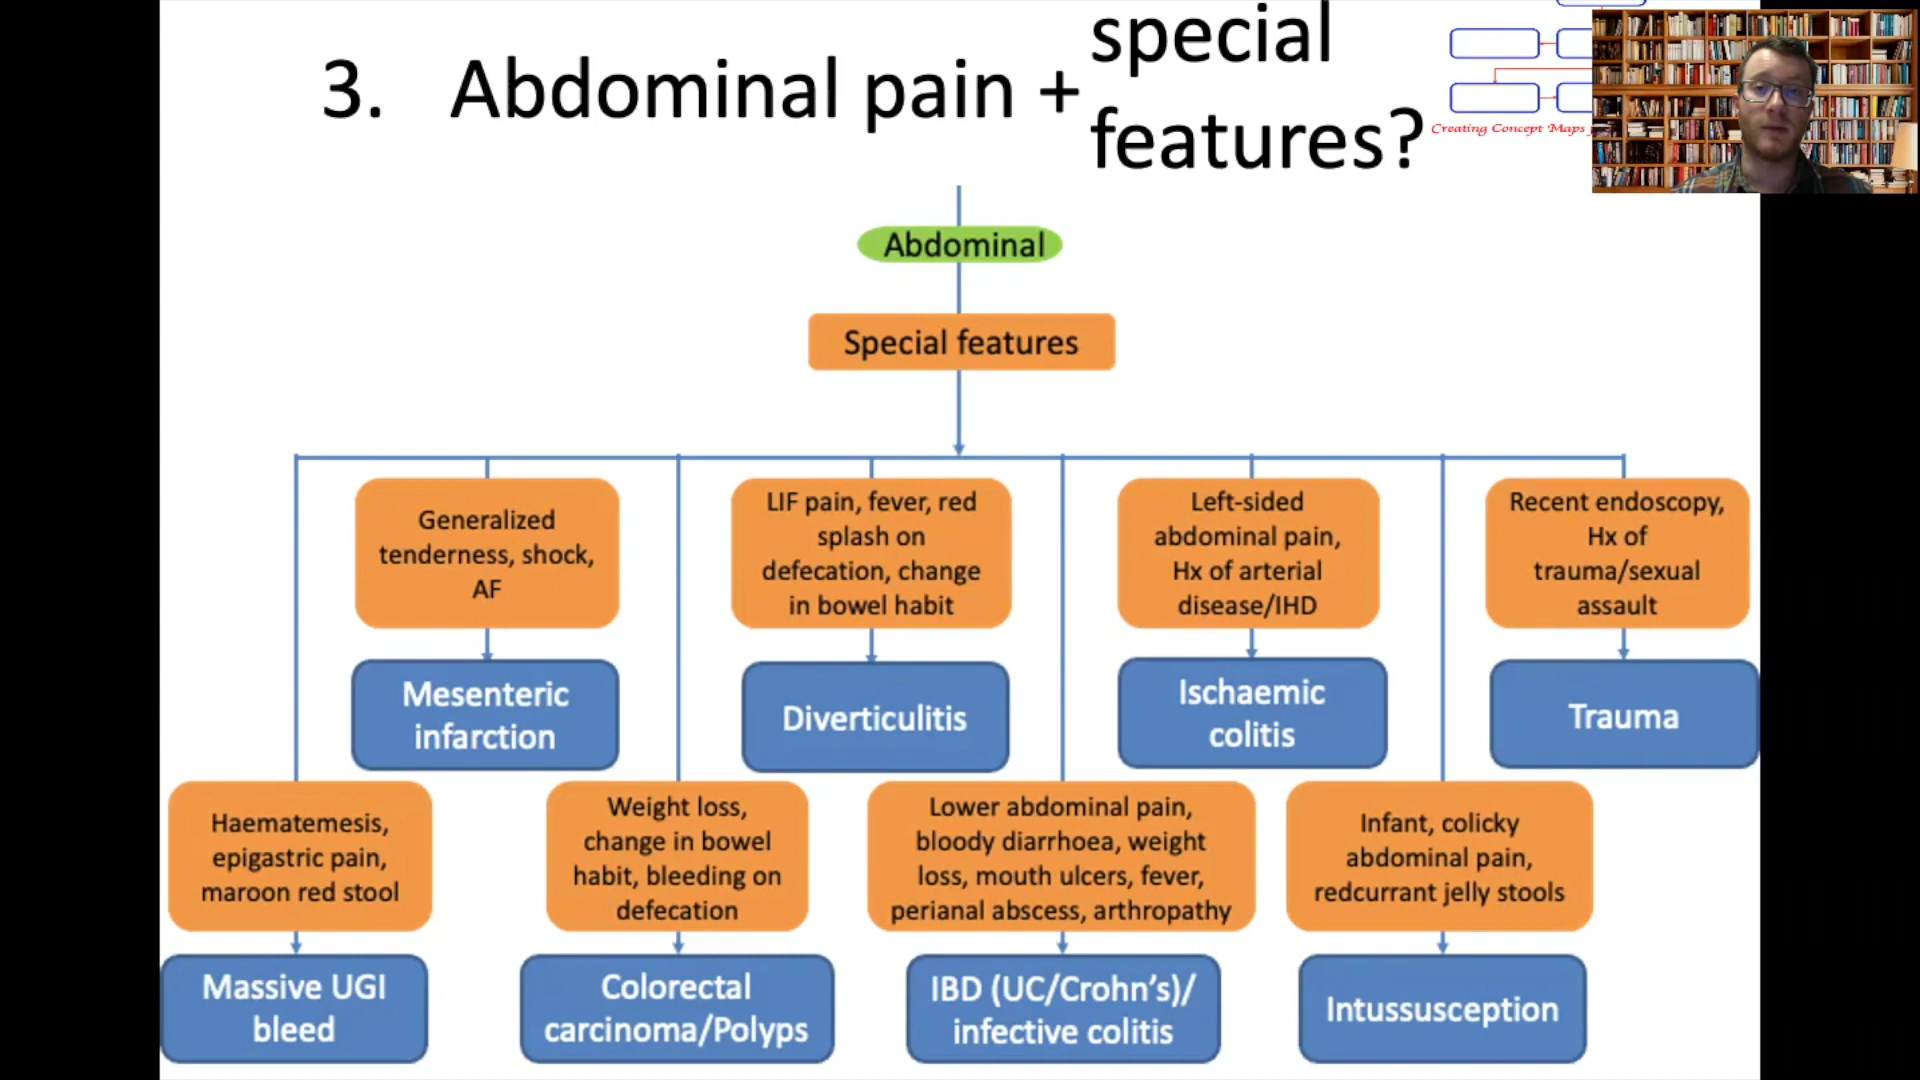 3. Abdominal pain +
special
features?
Creating Concept Maps
Abdominal
Special features
Generalized
tenderness, shock,
AF
LIF pain, fever, red
splash on
defecation, change
in bowel habit
Left-sided
abdominal pain,
Hx of arterial
disease/IHD
Recent endoscopy,
Hx of
trauma/sexual
assault
Mesenteric
infarction
Diverticulitis
Ischaemic
colitis
Trauma
Haematemesis,
epigastric pain,
maroon red stool
Weight loss,
change in bowel
habit, bleeding on
defecation
Lower abdominal pain,
bloody diarrhoea, weight
loss, mouth ulcers, fever,
perianal abscess, arthropathy
Infant, colicky
abdominal pain,
redcurrant jelly stools
Massive UGI
bleed
Colorectal
carcinoma/Polyps
IBD (UC/Crohn's)/
infective colitis
Intussusception